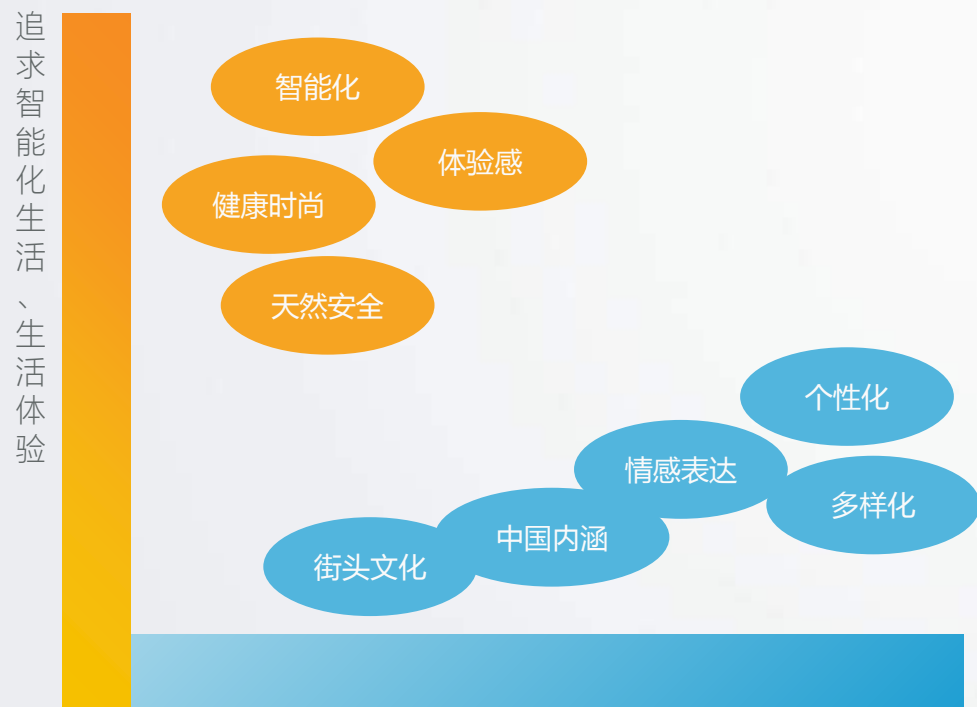 追求智能化生活、生活体验
智能化
体验感
健康时尚
天然安全
个性化
情感表达
多样化
中国内涵
街头文化